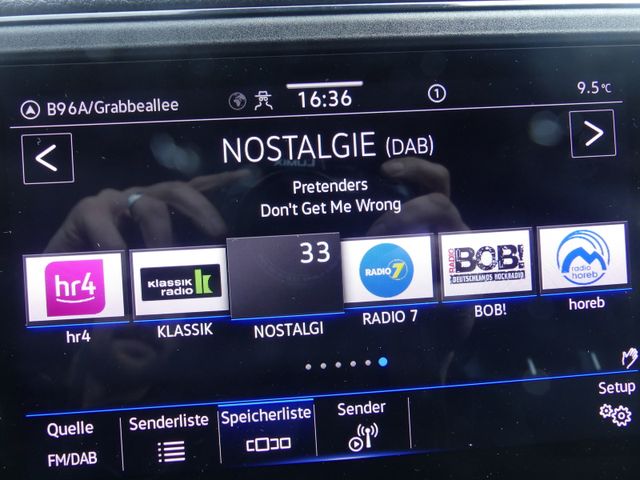 B96A/Grabbeallee
16:36
1
9.5°C
NOSTALGIE (DAB)
Pretenders
Don't Get Me Wrong
hr4
Klassik radio
33
RADIO 7
RADIO BOB!
DEUTSCHLANDS ROCKRADIO
radio horeb
hr4
KLASSIK
NOSTALGI
RADIO 7
BOB!
horeb
Quelle
FM/DAB
Senderliste
Speicherliste
Sender
Setup